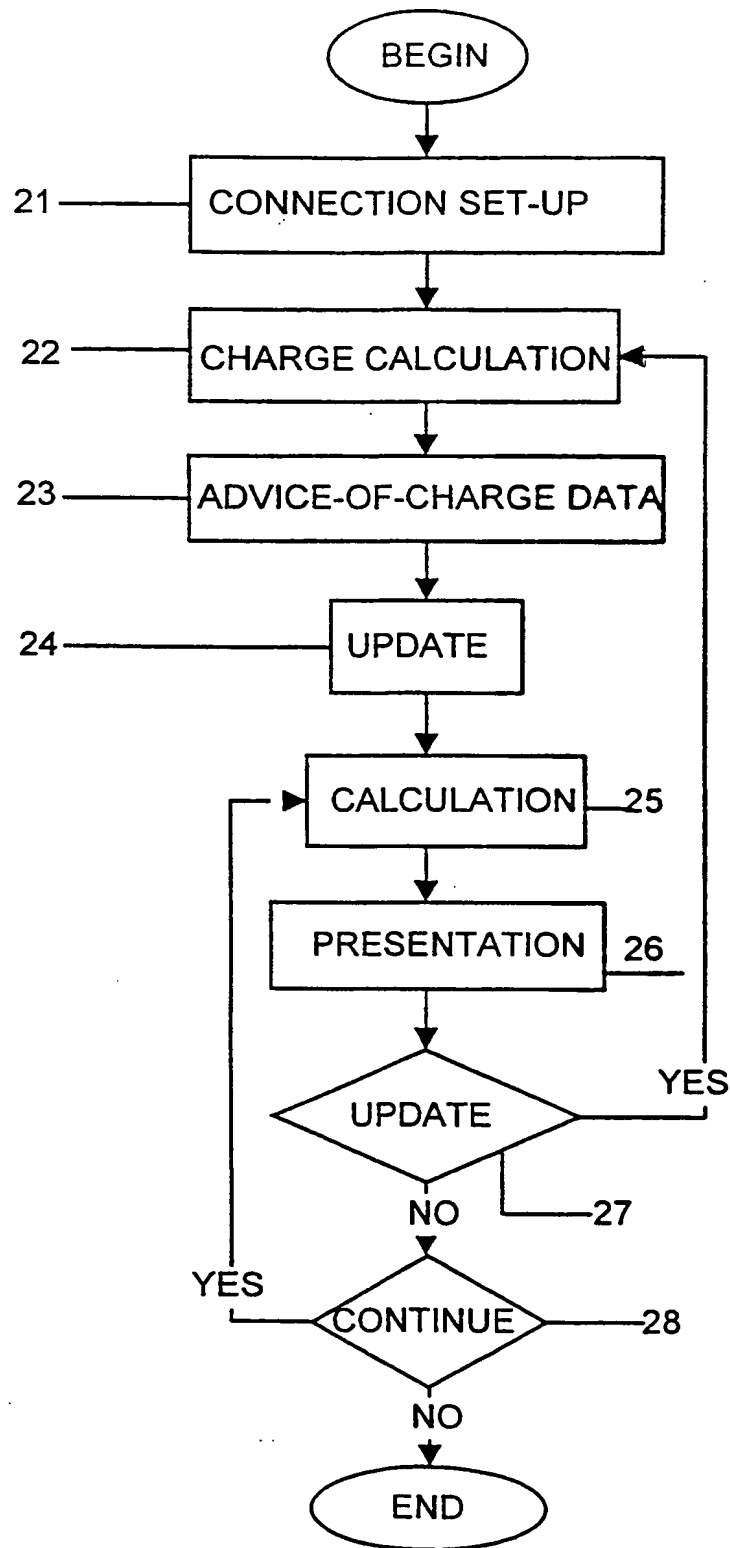 BEGIN
21
CONNECTION SET-UP
22
CHARGE CALCULATION
23
ADVICE-OF-CHARGE DATA
24
UPDATE
CALCULATION
25
PRESENTATION
26
YES
UPDATE
NO
27
YES
CONTINUE
28
NO
END